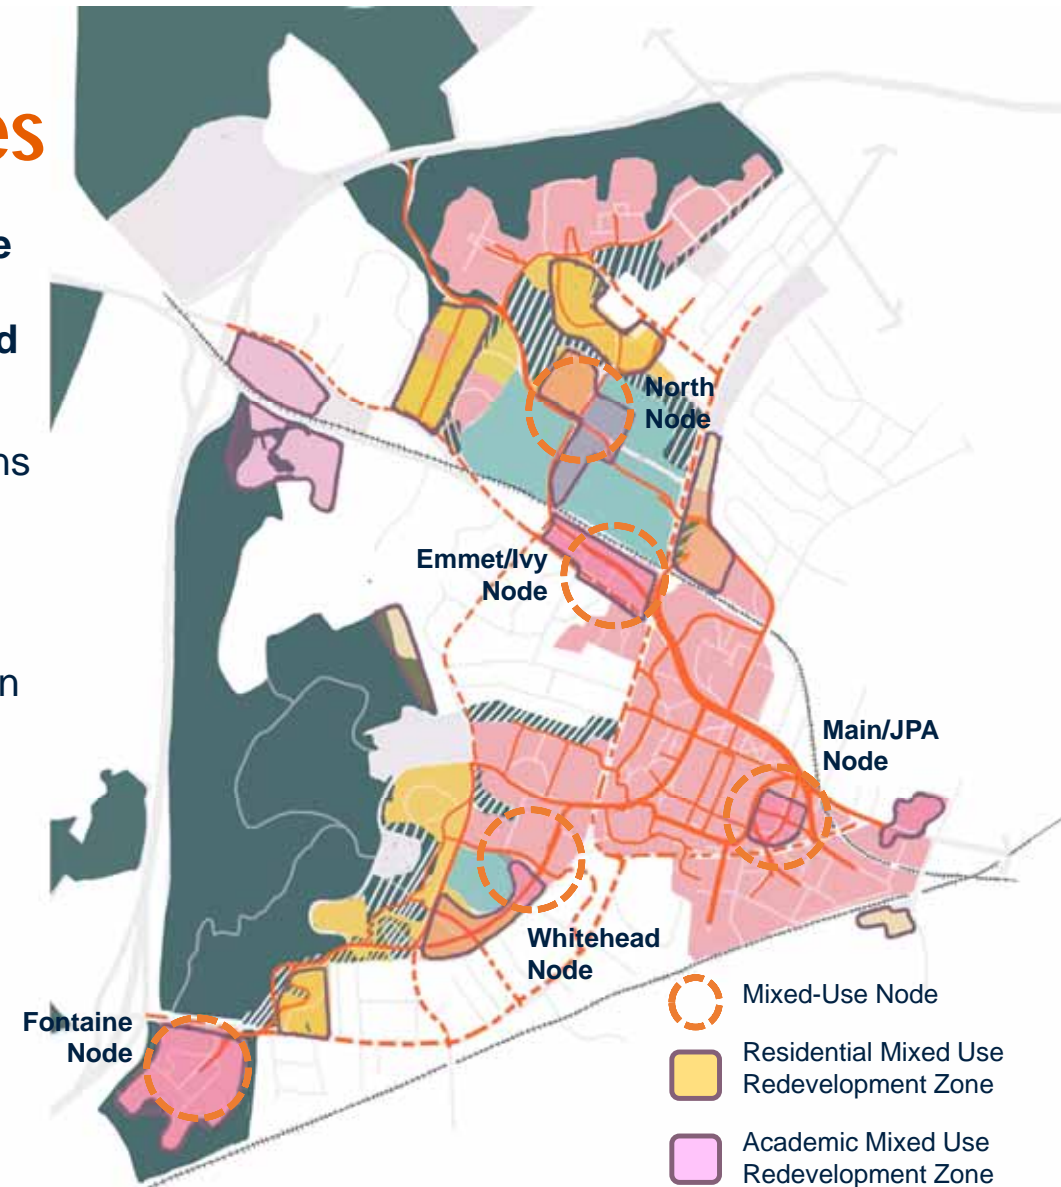 es
e
d
ns
n
North
Node
Emmet/Ivy
Node
Main/JPA
Node
Whitehead
Node
Fontaine
Node
Mixed-Use Node
Residential Mixed Use
Redevelopment Zone
Academic Mixed Use
Redevelopment Zone